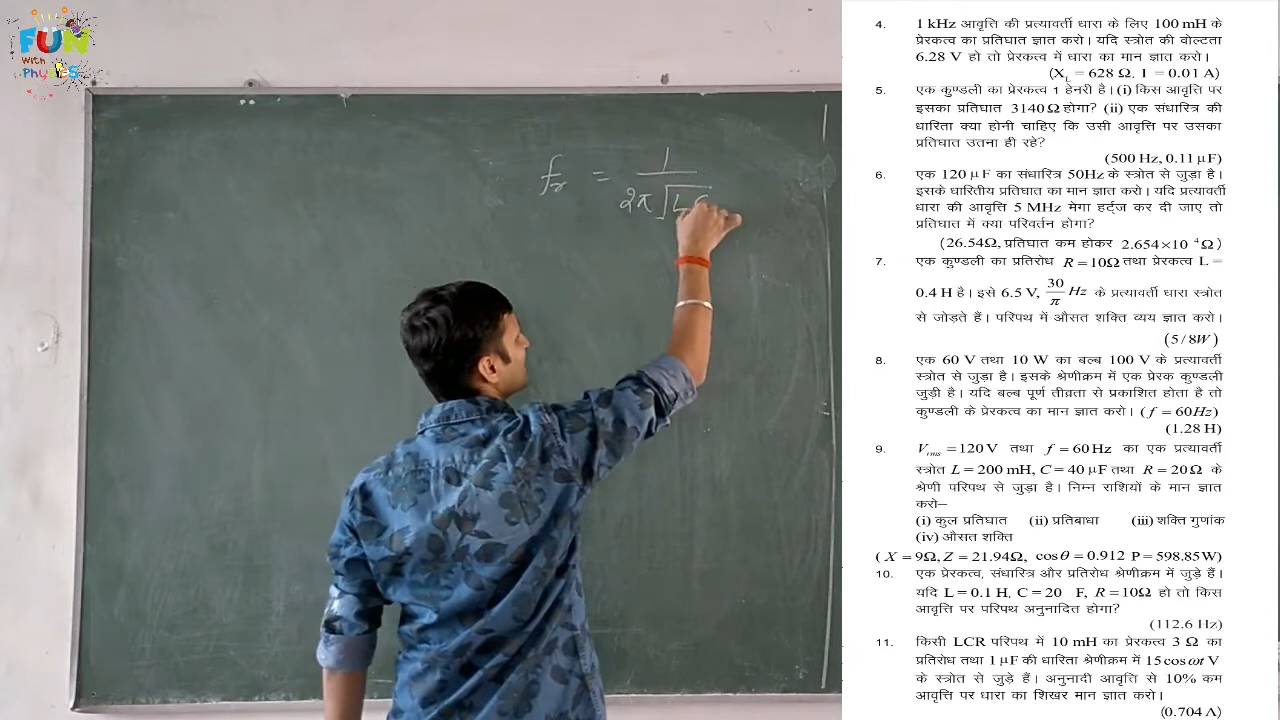 FUN
With
Physics
fr = 1
2π √LC
4. 1 kHz आवृत्ति की प्रत्यावर्ती धारा के लिए 100 mH के
प्रेरकत्व का प्रतिघात ज्ञात करो। यदि स्त्रोत की वोल्टता
6.28 V हो तो प्रेरकत्व में धारा का मान ज्ञात करो।
(XL = 628 Ω, I = 0.01 A)
5. एक कुण्डली का प्रेरकत्व 1 हेनरी है। (i) किस आवृत्ति पर
इसका प्रतिघात 3140 Ω होगा? (ii) एक संधारित्र की
धारिता क्या होनी चाहिए कि उसी आवृत्ति पर उसका
प्रतिघात उतना ही रहे?
(500 Hz, 0.11 μF)
6. एक 120 μF का संधारित्र 50Hz के स्त्रोत से जुड़ा है।
इसके धारितीय प्रतिघात का मान ज्ञात करो। यदि प्रत्यावर्ती
धारा की आवृत्ति 5 MHz मेगा हर्ट्ज कर दी जाए तो
प्रतिघात में क्या परिवर्तन होगा?
(26.54Ω, प्रतिघात कम होकर 2.654×10 ⁴Ω)
7. एक कुण्डली का प्रतिरोध R = 10Ω तथा प्रेरकत्व L =
0.4 H है। इसे 6.5 V, 30/π Hz के प्रत्यावर्ती धारा स्त्रोत
से जोड़ते हैं। परिपथ में औसत शक्ति व्यय ज्ञात करो।
(5/8W)
8. एक 60 V तथा 10 W का बल्ब 100 V के प्रत्यावर्ती
स्त्रोत से जुड़ा है। इसके श्रेणीक्रम में एक प्रेरक कुण्डली
जुड़ी है। यदि बल्ब पूर्ण तीव्रता से प्रकाशित होता है तो
कुण्डली के प्रेरकत्व का मान ज्ञात करो। (f = 60Hz)
(1.28 H)
9. Vrms = 120 V तथा f = 60 Hz का एक प्रत्यावर्ती
स्त्रोत L = 200 mH, C = 40 μF तथा R = 20Ω के
श्रेणी परिपथ से जुड़ा है। निम्न राशियों के मान ज्ञात
करो–
(i) कुल प्रतिघात (ii) प्रतिबाधा (iii) शक्ति गुणांक
(iv) औसत शक्ति
( X = 9Ω, Z = 21.94Ω, cosθ = 0.912 P = 598.85W)
10. एक प्रेरकत्व, संधारित्र और प्रतिरोध श्रेणीक्रम में जुड़े हैं।
यदि L = 0.1 H, C = 20 F, R = 10Ω हो तो किस
आवृत्ति पर परिपथ अनुनादित होगा?
(112.6 Hz)
11. किसी LCR परिपथ में 10 mH का प्रेरकत्व 3 Ω का
प्रतिरोध तथा 1 μF की धारिता श्रेणीक्रम में 15 cos ωt V
के स्त्रोत से जुड़े हैं। अनुनादी आवृत्ति से 10% कम
आवृत्ति पर धारा का शिखर मान ज्ञात करो।
(0.704 A)